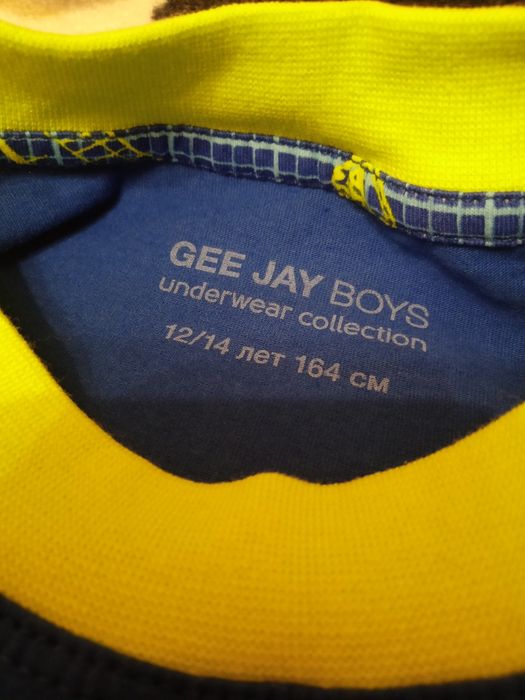 GEE JAY BOYS
underwear collection
12/14 лет 164 см